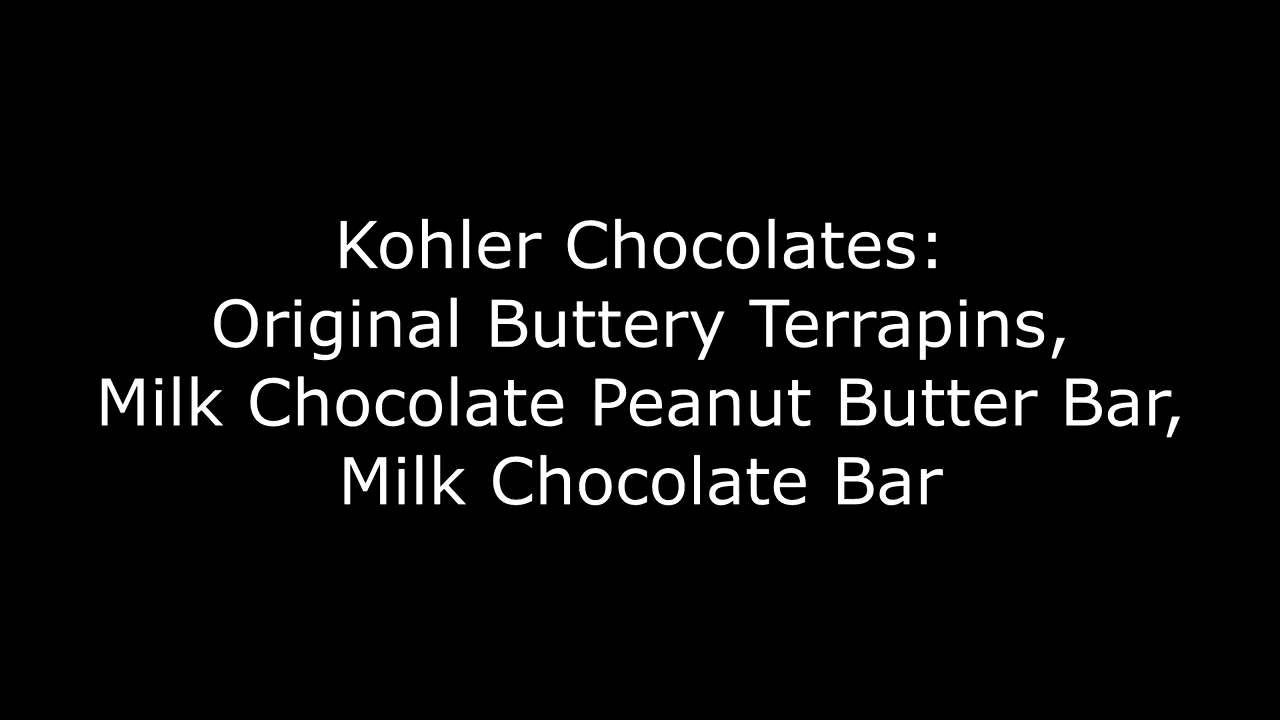 Kohler Chocolates:
Original Buttery Terrapins,
Milk Chocolate Peanut Butter Bar,
Milk Chocolate Bar